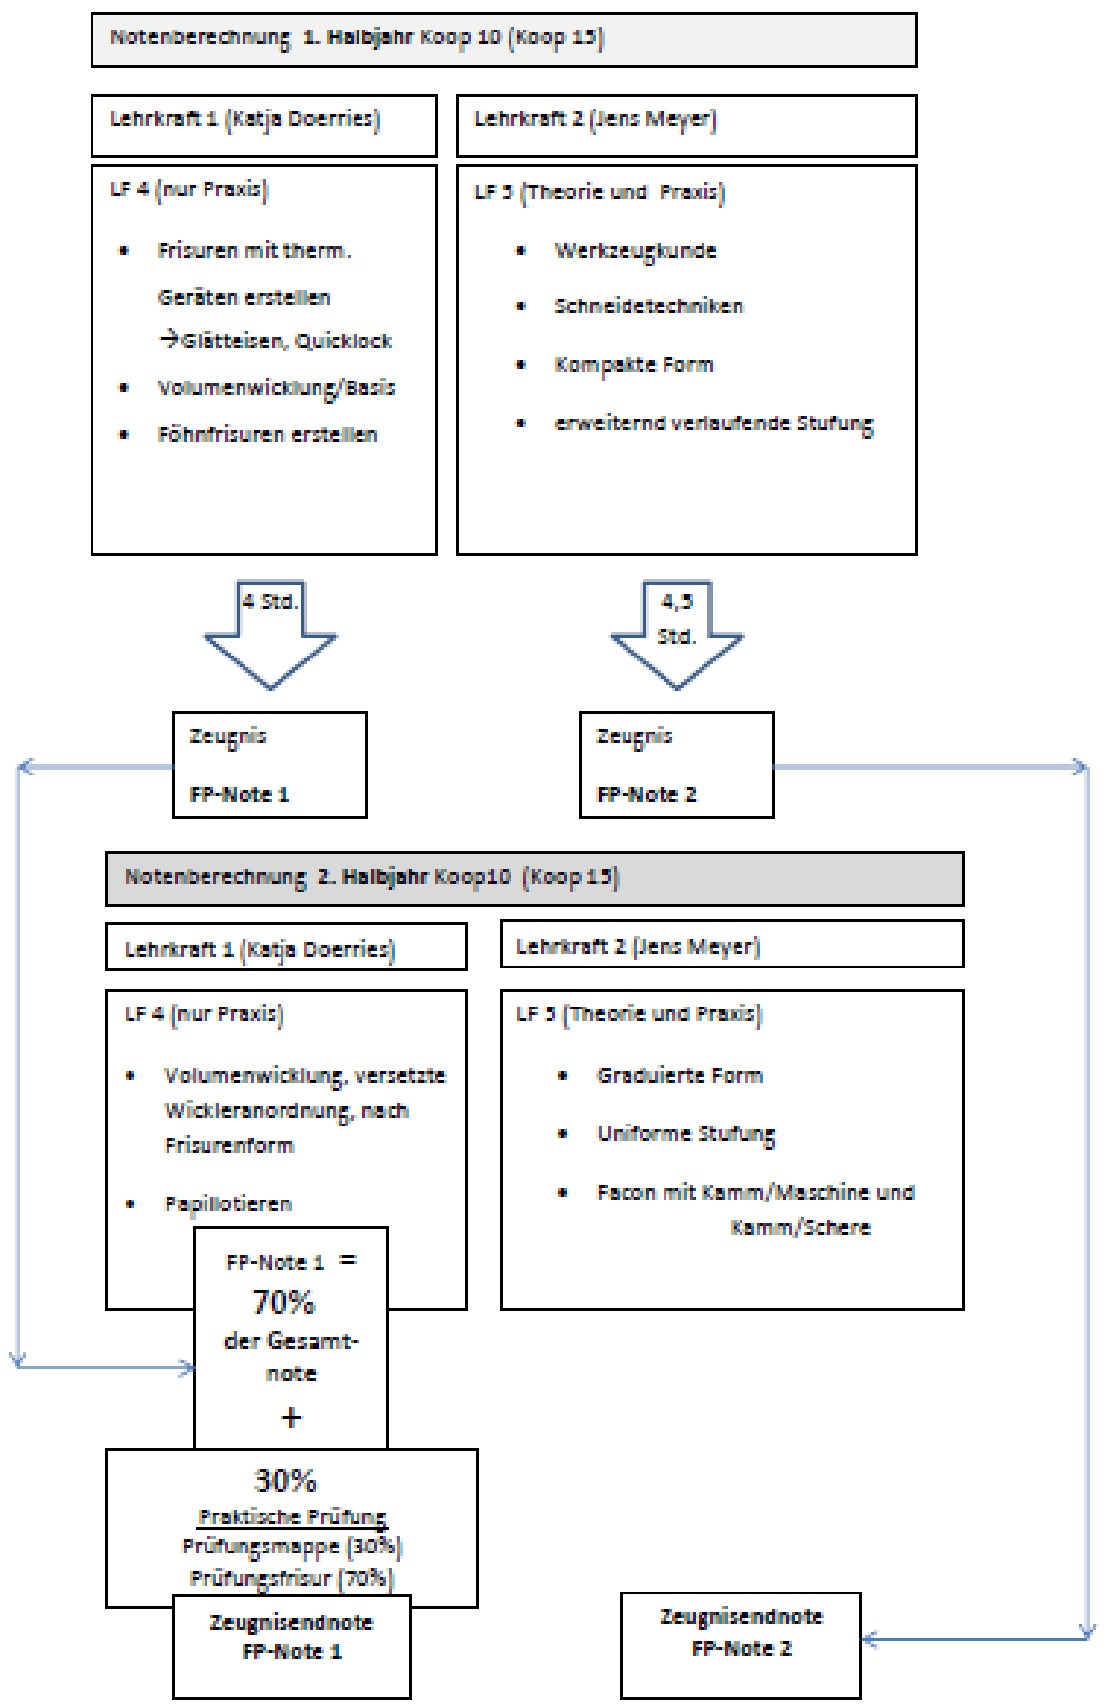 Notenberechnung 1. Halbjahr Koop 10 (Koop 15)
Lehrkraft 1 (Katja Doerries)
LF 4 (nur Praxis)
• Frisuren mit therm.
Geräten erstellen
→Glätteisen, Quicklock
• Volumenwicklung/Basis
• Föhnfrisuren erstellen
Lehrkraft 2 (Jens Meyer)
LF 5 (Theorie und Praxis)
• Werkzeugkunde
• Schneidetechniken
• Kompakte Form
• erweiternd verlaufende Stufung
4 Std.
4,5
Std.
Zeugnis
FP-Note 1
Zeugnis
FP-Note 2
Notenberechnung 2. Halbjahr Koop10 (Koop 15)
Lehrkraft 1 (Katja Doerries)
LF 4 (nur Praxis)
• Volumenwicklung, versetzte
Wickleranordnung, nach
Frisurenform
• Papillotieren
Lehrkraft 2 (Jens Meyer)
LF 5 (Theorie und Praxis)
• Graduierte Form
• Uniforme Stufung
• Facon mit Kamm/Maschine und
Kamm/Schere
FP-Note 1 =
70%
der Gesamt-
note
+
30%
Praktische Prüfung
Prüfungsmappe (30%)
Prüfungsfrisur (70%)
Zeugnisendnote
FP-Note 1
Zeugnisendnote
FP-Note 2